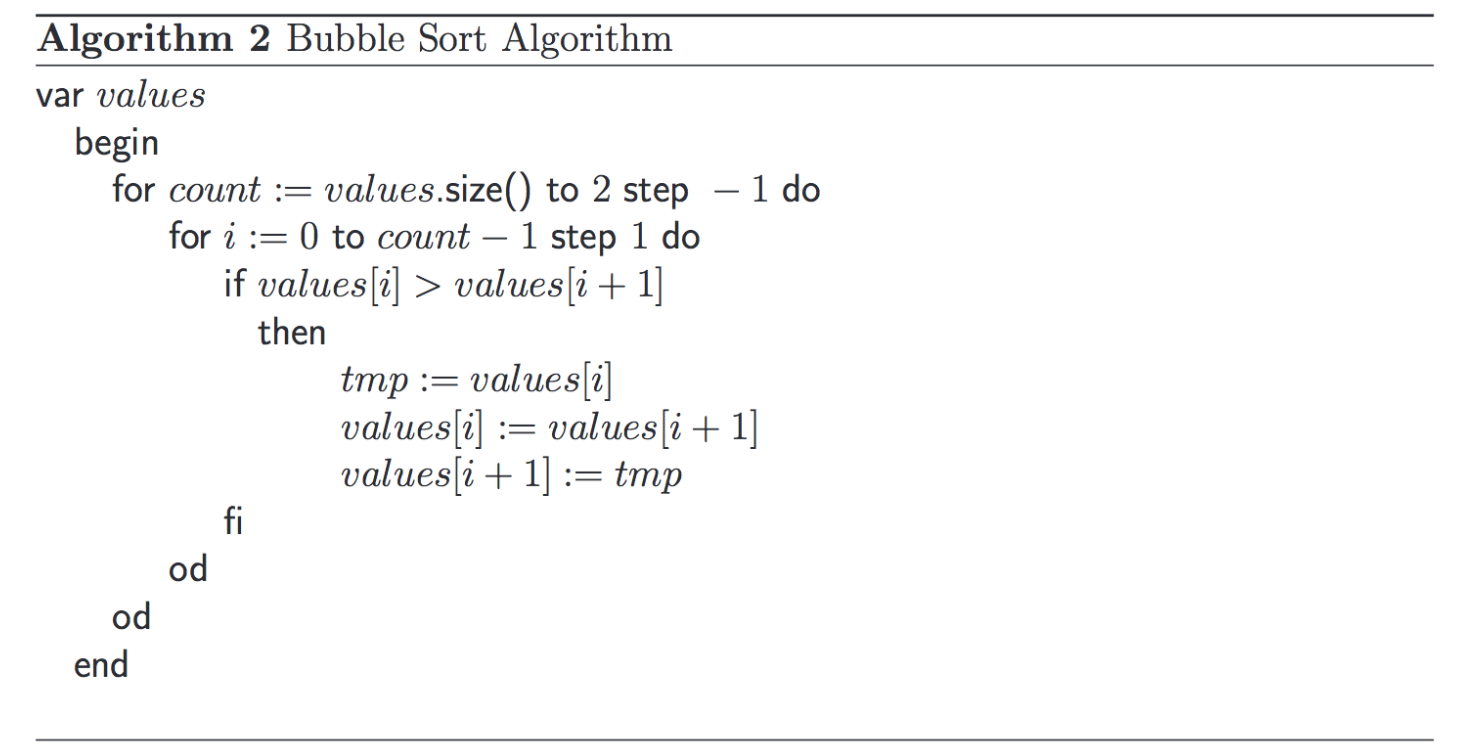 Algorithm 2 Bubble Sort Algorithm
var values
begin
for count := values.size() to 2 step − 1 do
for i := 0 to count − 1 step 1 do
if values[i] > values[i + 1]
then
tmp := values[i]
values[i] := values[i + 1]
values[i + 1] := tmp
fi
od
od
end